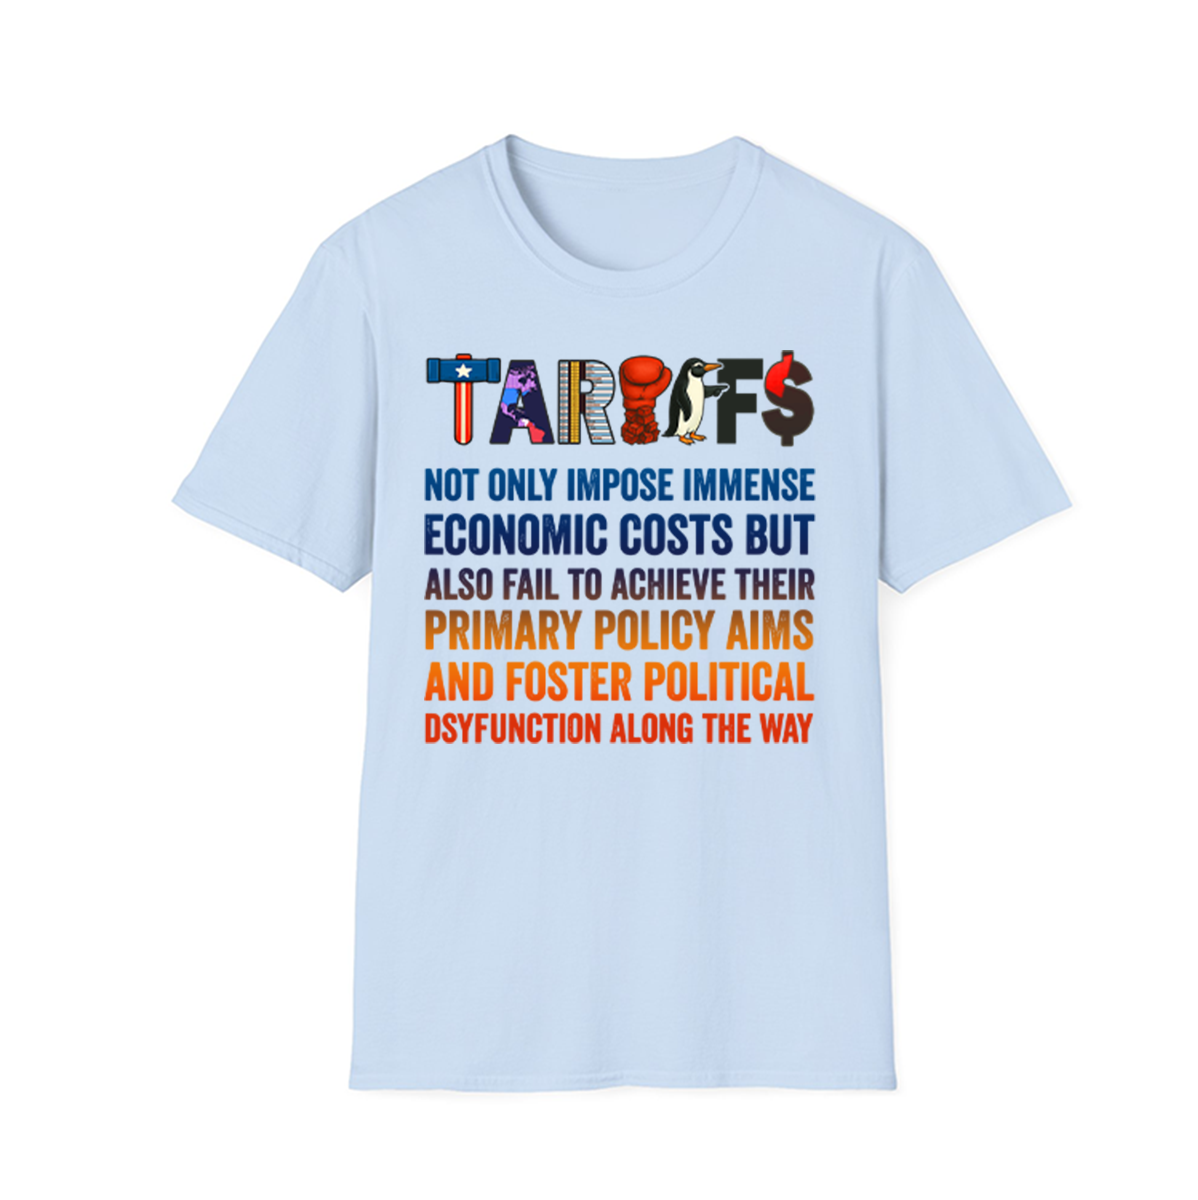 TARIFF$
NOT ONLY IMPOSE IMMENSE
ECONOMIC COSTS BUT
ALSO FAIL TO ACHIEVE THEIR
PRIMARY POLICY AIMS
AND FOSTER POLITICAL
DSYFUNCTION ALONG THE WAY